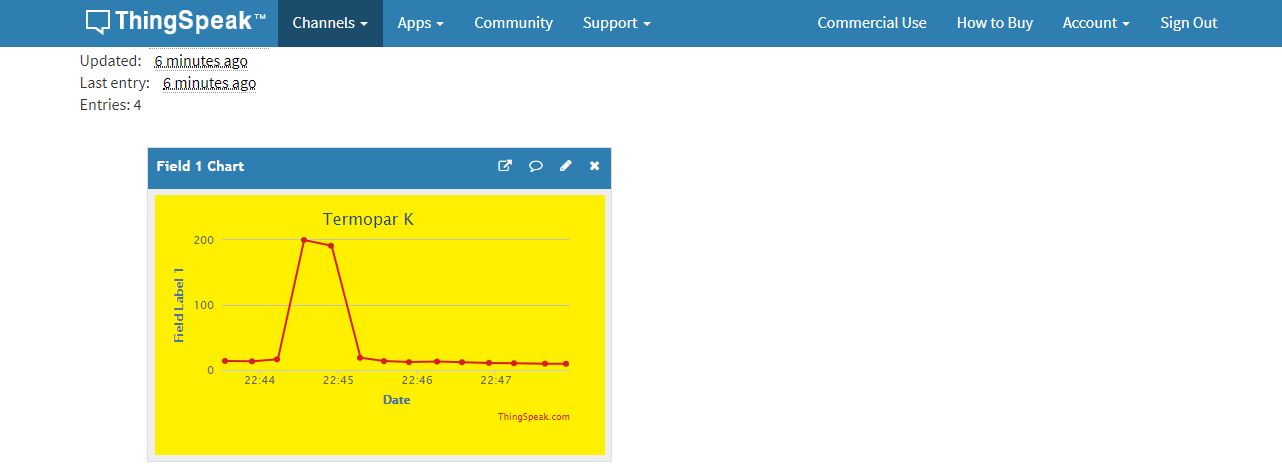 ThingSpeak™ Channels Apps Community Support Commercial Use How to Buy Account Sign Out
Updated: 6 minutes ago
Last entry: 6 minutes ago
Entries: 4
Field 1 Chart
Termopar K
Field Label 1
200
100
0
22:44 22:45 22:46 22:47
Date
ThingSpeak.com